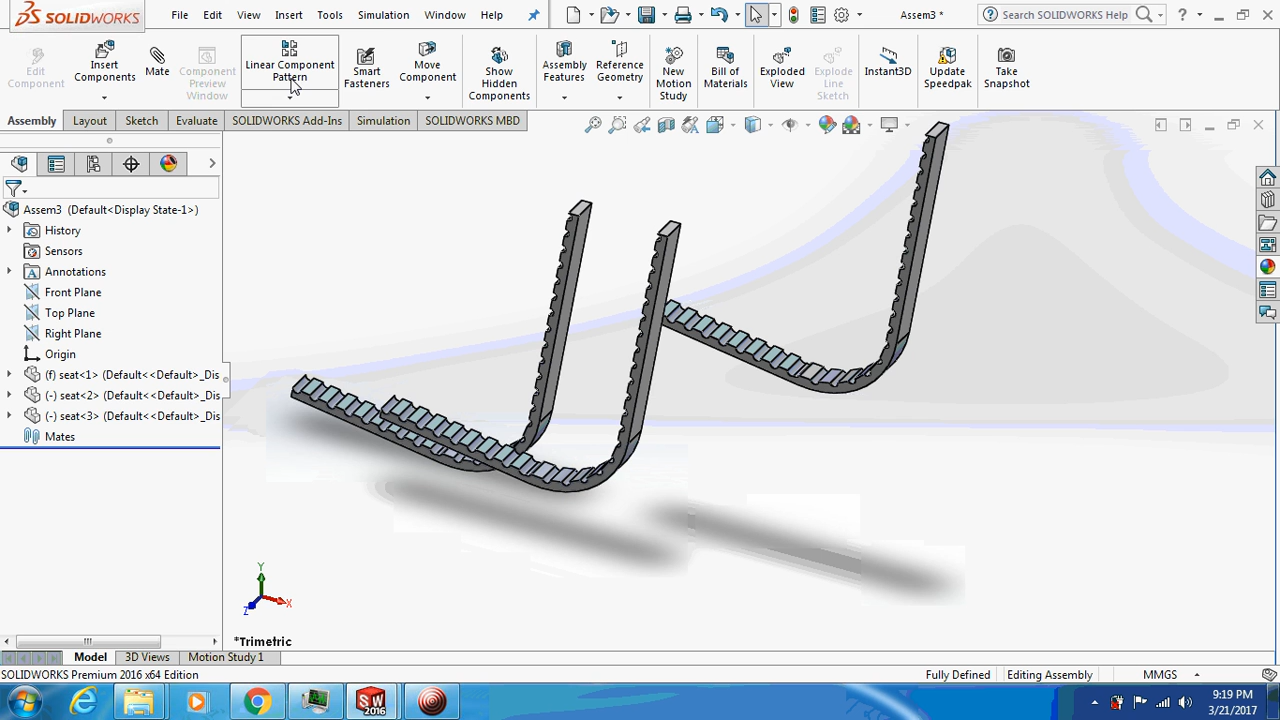 SOLIDWORKS
File Edit View Insert Tools Simulation Window Help
Assem3 *
Search SOLIDWORKS Help
Edit Component
Insert Components
Mate
Component Preview Window
Linear Component Pattern
Smart Fasteners
Move Component
Show Hidden Components
Assembly Features
Reference Geometry
New Motion Study
Bill of Materials
Exploded View
Explode Line Sketch
Instant3D
Update Speedpak
Take Snapshot
Assembly Layout Sketch Evaluate SOLIDWORKS Add-Ins Simulation SOLIDWORKS MBD
Assem3 (Default<Display State-1>)
History
Sensors
Annotations
Front Plane
Top Plane
Right Plane
Origin
(f) seat<1> (Default<<Default>_Dis
(-) seat<2> (Default<<Default>_Dis
(-) seat<3> (Default<<Default>_Dis
Mates
Y
X
Z
*Trimetric
Model 3D Views Motion Study 1
SOLIDWORKS Premium 2016 x64 Edition
Fully Defined Editing Assembly MMGS
SW 2016
9:19 PM
3/21/2017